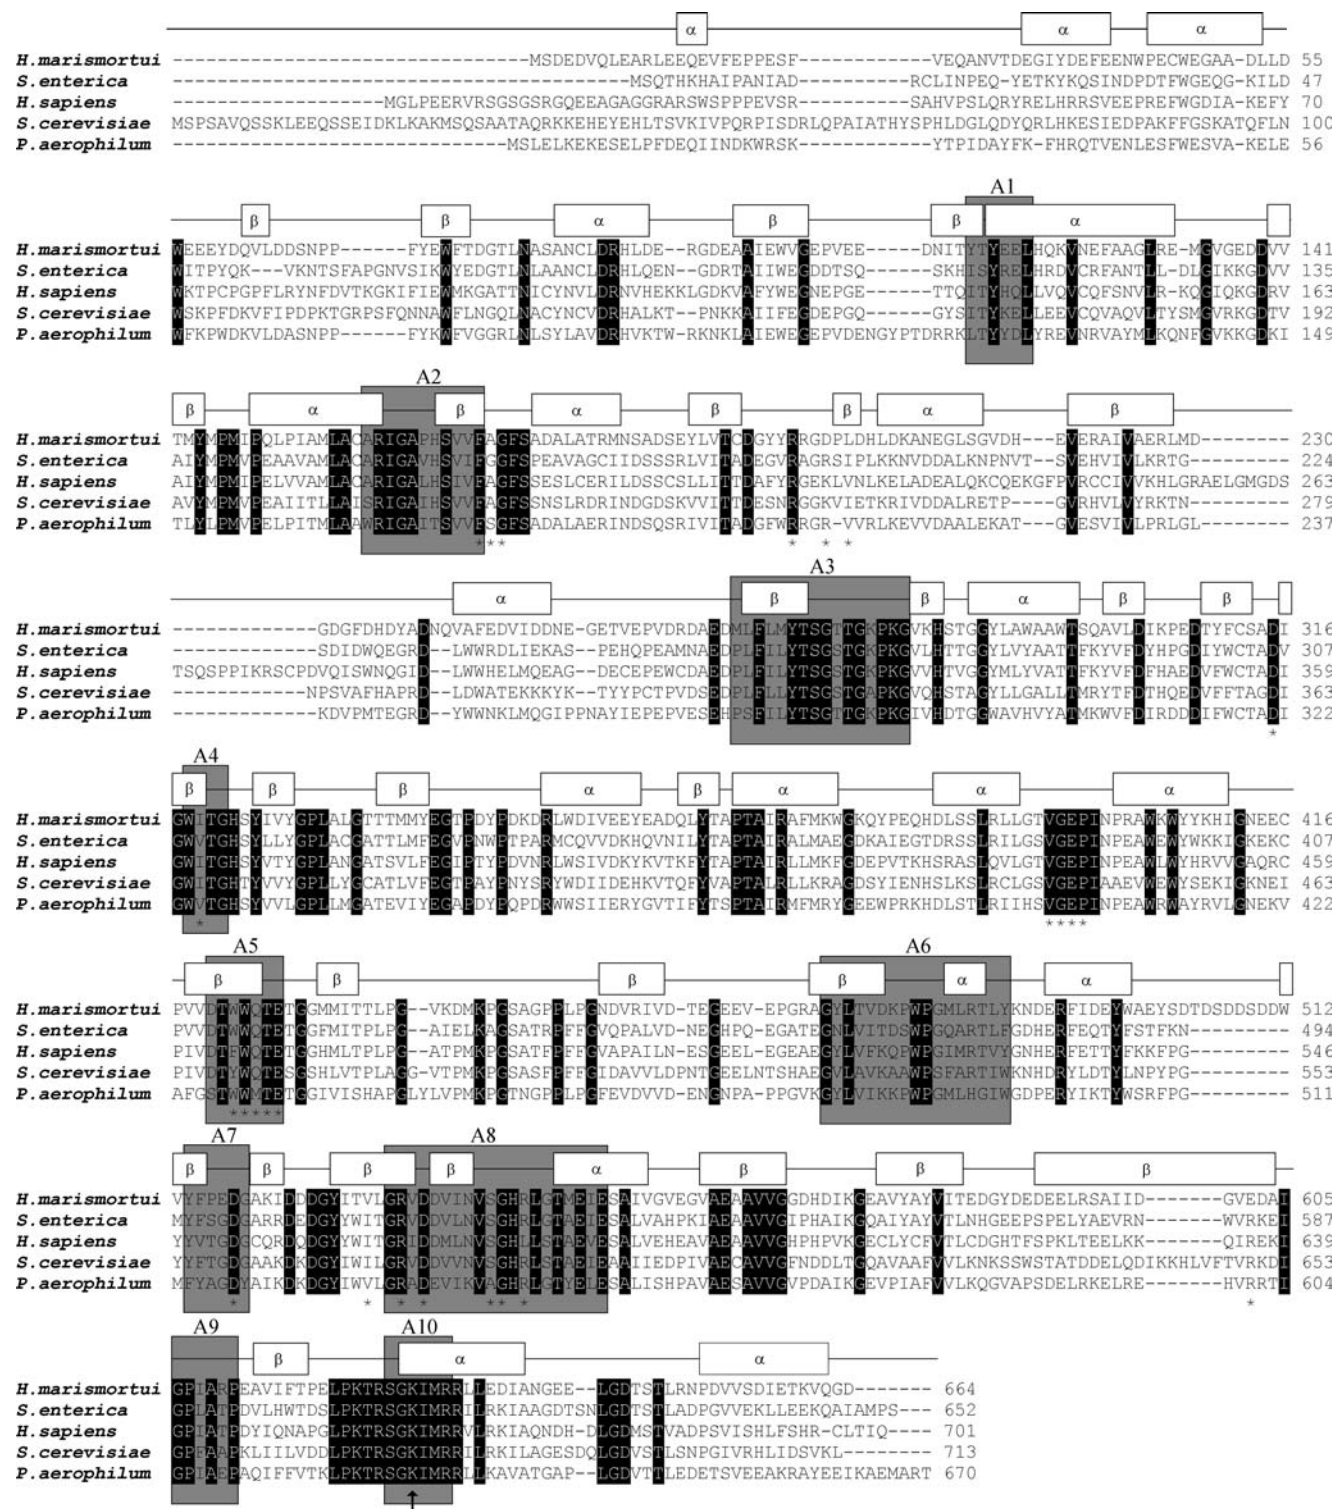 α α α
H.marismortui --------------------------------MSDEDVQLEARLEEQEVFEPPESF------------VEQANVTDEGIYDEFEENWPECWEGAA-DLLD 55
S.enterica -----------------------------------------MSQTHKHAIPANIAD----------RCLINPEQ-YETKYKQSINDPDTFWGEQG-KILD 47
H.sapiens -------------------MGLPEERVRSGSGSRGQEEAGAGGRARSWSPPPEVSR------------SAHVPSLQRYRELHRRSVEEPREFWGDIA-KEFY 70
S.cerevisiae MSPSAVQSSKLEEQSSEIDKLKAKMSQSAATAQRKKEHEYEHLTSVKIVPQRPISDRLQPAIATHYSPHLDGLQDYQRLHKESIEDPAKFFGSKATQFLN 100
P.aerophilum ------------------------------MSLELKEKESELPFDEQIINDKWRSK------------YTPIDAYFK-FHRQTVENLESFWESVA-KELE 56
A1
β β α β β α
H.marismortui WEEEYDQVLDDSNPP------FYEWFTDGTLNASANCLDRHLDE--RGDEAAIEWVGEPVEE----DNITYTYEELHQKVNEFAAGLRE-MGVGEDDVV 141
S.enterica WITPYQK---VKNTSFAPGNVSIKWYEDGTLNLAANCLDRHLQEN--GDRTAIIWEGDDTSQ----SKHISYRELHRDVCRFANTLL-DLGIKKGDVV 135
H.sapiens WKTPCPGPFLRYNFDVTKGKIFIEWMKGATTNICYNVLDRNVHEKKLGDKVAFYWEGNEPGE----TTQITYHQLLVQVCQFSNVLR-KQGIQKGDRV 163
S.cerevisiae WSKPFDKVFIPDPKTGRPSFQNNAWFLNGQLNACYNCVDRHALKT--PNKKAIIFEGDEPGQ----GYSITYKELLEEVCQVAQVLTYSMGVRKGDTV 192
P.aerophilum WFKPWDKVLDASNPP------FYKWFVGGRLNLSYLAVDRHVKTW--RKNKLAIEWEGEPVDENGYPTDRRKLTYYDLYREVNRVAYMLKQNFGVKKGDKI 149
A2
β α β α β β α β
H.marismortui TMYMPMIPQLPIAMLACARIGAPHSVVFAGFSADALATRMNSADSEYLVTCDGYYRRGDPLDHLDKANEGLSGVDH--EVERAIVAERLMD--------- 230
S.enterica AIYMPMVPEAAVAMLACARIGAVHSVIFGGFSPEAVAGCIIDSSSRLVITADEGVRAGRSIPLKKNVDDALKNPNVT-SVEHVIVLKRTG--------- 224
H.sapiens AIYMPMIPELVVAMLACARIGALHSIVFAGFSSESLCERILDSSCSLLITTDAFYRGEKLVNLKELADEALQKCQEKGFPVRCCIVVKHLGRAELGMGDS 263
S.cerevisiae AVYMPMVPEAIITLLAISRIGAIHSVVFAGFSSNSLRDRINDGDSKVVITTDESNRGGKVIETKRIVDDALRETP---GVRHVLVYRKTN--------- 279
P.aerophilum TLYLPMVPELPITMLAAWRIGAITSVVFSGFSADALAERINDSQSRIVITADGFWRRGR-VVRLKEVVDAALEKAT---GVESVIVLPRLGL-------- 237
* * * * * *
A3
α β β α β β
H.marismortui -------------GDGFDHDYADNQVAFEDVIDDNEG-GETVEPVDRDAEDMLFLMYTSGTTGKPKGVKHSTGGYLAWAAWTSQAVLDIKPEDTYFCSADI 316
S.enterica -------------SDIDWQEGRD-LWWRDLIEKAS---PEHQPEAMNAEDPLFILYTSGSTGKPKGVLHTTGGYLVYAATTFKYVFDYHPGDIYWCTADV 307
H.sapiens TSQSPPIKRSCPDVQISWNQGID-LWWHELMQEAG---DECEPEWCDAEDPLFILYTSGSTGKPKGVVHTVGGYMLYVATTFKYVFDFHAEDVFWCTADI 359
S.cerevisiae ------------NPSVAFHAPRD-LDWATEKKKYK---TYYPCTPVDSEDPLFLLYTSGSTGAPKGVQHSTAGYLLGALLTMRYTFDTHQEDVFFTAGDI 363
P.aerophilum -------------KDVPMTEGRD-YWWNKLMQGIPPNAYIEPEPVESEHPSFILYTSGTTGKPKGIVHDTGGWAVHVYATMKWVFDIRDDDIFWCTADI 322
*
A4
β β β α β α α α
H.marismortui GWITGHSYIVYGPLALGTTTMMYEGTPDYPDKDRLWDIVEEYEADQLYTAPTAIRAFMKWGKQYPEQHDLSSLRLLGTVGEPINPRAWKWYYKHIGNEEC 416
S.enterica GWVTGHSYLLYGPLACGATTLMFEGVPNWPTPARMCQVVDKHQVNILYTAPTAIRALMAEGDKAIEGTDRSSLRILGSVGEPINPEAWEWYWKKIGKEKC 407
H.sapiens GWITGHSYVTYGPLANGATSVLFEGIPTYPDVNRLWSIVDKYKVTKFYTAPTAIRLLMKFGDEPVTKHSRASLQVLGTVGEPINPEAWLWYHRVVGAQRC 459
S.cerevisiae GWITGHTYVVYGPLLYGCATLVFEGTPAYPNYSRYWDIIDEHKVTQFYVAPTALRLLKRAGDSYIENHSLKSLRCLGSVGEPIAAEVWEWYSEKIGKNEI 463
P.aerophilum GWVTGHSYVVLGPLLMGATEVIYEGAPDYPQPDRWWSIIERYGVTIFYTSPTAIRMFMRYGEEWPRKHDLSTLRIIHSVGEPINPEAWRWAYRVLGNEKV 422
* ****
A5 A6
β β β β α α
H.marismortui PVVDTWWQTETGGMMITTLPG--VKDMKPGSAGPPLPGNDVRIVD-TEGEEV-EPGRAGYLTVDKPWPGMLRTLYKNDERFIDEYWAEYSDTDSDDSDDW 512
S.enterica PVVDTWWQTETGGFMITPLPG--AIELKAGSATRPFFGVQPALVD-NEGHPQ-EGATEGNLVITDSWPGQARTLFGDHERFEQTYFSTFKN--------- 494
H.sapiens PIVDTFWQTETGGHMLTPLPG--ATPMKPGSATFPFFGVAPAILN-ESGEEL-EGEAEGYLVFKQPWPGIMRTVYGNHERFETTYFKKFPG--------- 546
S.cerevisiae PIVDTYWQTESGSHLVTPLAGG-VTPMKPGSASFPFFGIDAVVLDPNTGEELNTSHAEGVLAVKAAWPSFARTIWKNHDRYLDTYLNPYPG--------- 553
P.aerophilum AFGSTWWMTETGGIVISHAPGLYLVPMKPGTNGPPLPGFEVDVVD-ENGNPA-PPGVKGYLVIKKPWPGMLHGIWGDPERYIKTYWSRFPG--------- 511
*****
A7 A8
β β β β α β β β
H.marismortui VYFPEDGAKIDDDGYITVLGRVDDVINVSGHRLGTMEIESAIVGVEGVAEAAVVGGDHDIKGEAVYAYVITEDGYDEDEELRSAIID-------GVEDAI 605
S.enterica MYFSGDGARRDEDGYYWITGRVDDVLNVSGHRLGTAEIESALVAHPKIAEAAVVGIPHAIKGQAIYAYVTLNHGEEPSPELYAEVRN-------WVRKEI 587
H.sapiens YYVTGDGCQRDQDGYYWITGRIDDMLNVSGHLLSTAEVESALVEHEAVAEAAVVGHPHPVKGECLYCFVTLCDGHTFSPKLTEELKK-------QIREKI 639
S.cerevisiae YYFTGDGAAKDKDGYIWILGRVDDVVNVSGHRLSTAEIEAAIIEDPIVAECAVVGFNDDLTGQAVAAFVVLKNKSSWSTATDDELQDIKKHLVFTVRKDI 653
P.aerophilum MYYAGDYAIKDKDGYIWVLGRADEVIKVAGHRLGTYELESALISHPAVAESAVVGVPDAIKGEVPIAFVVLKQGVAPSDELRKELRE-------HVRRTI 604
* * * * * * * *
A9 A10
β α α
H.marismortui GPIARPEAVIFTPELPKTRSGKIMRRLLEDIANGEE--LGDTSTLRNPDVVSDIETKVQGD------- 664
S.enterica GPLATPDVLHWTDSLPKTRSGKIMRRILRKIAAGDTSNLGDTSTLADPGVVEKLLEEKQAIAMPS--- 652
H.sapiens GPIATPDYIQNAPGLPKTRSGKIMRRVLRKIAQNDH-DLGDMSTVADPSVISHLFSHR-CLTIQ---- 701
S.cerevisiae GPFAAPKLIILVDDLPKTRSGKIMRRILRKILAGESDQLGDVSTLSNPGIVRHLIDSVKL-------- 713
P.aerophilum GPIAEPAQIFFVTKLPKTRSGKIMRRLLKAVATGAP--LGDVTTLEDETSVEEAKRAYEEIKAEMART 670